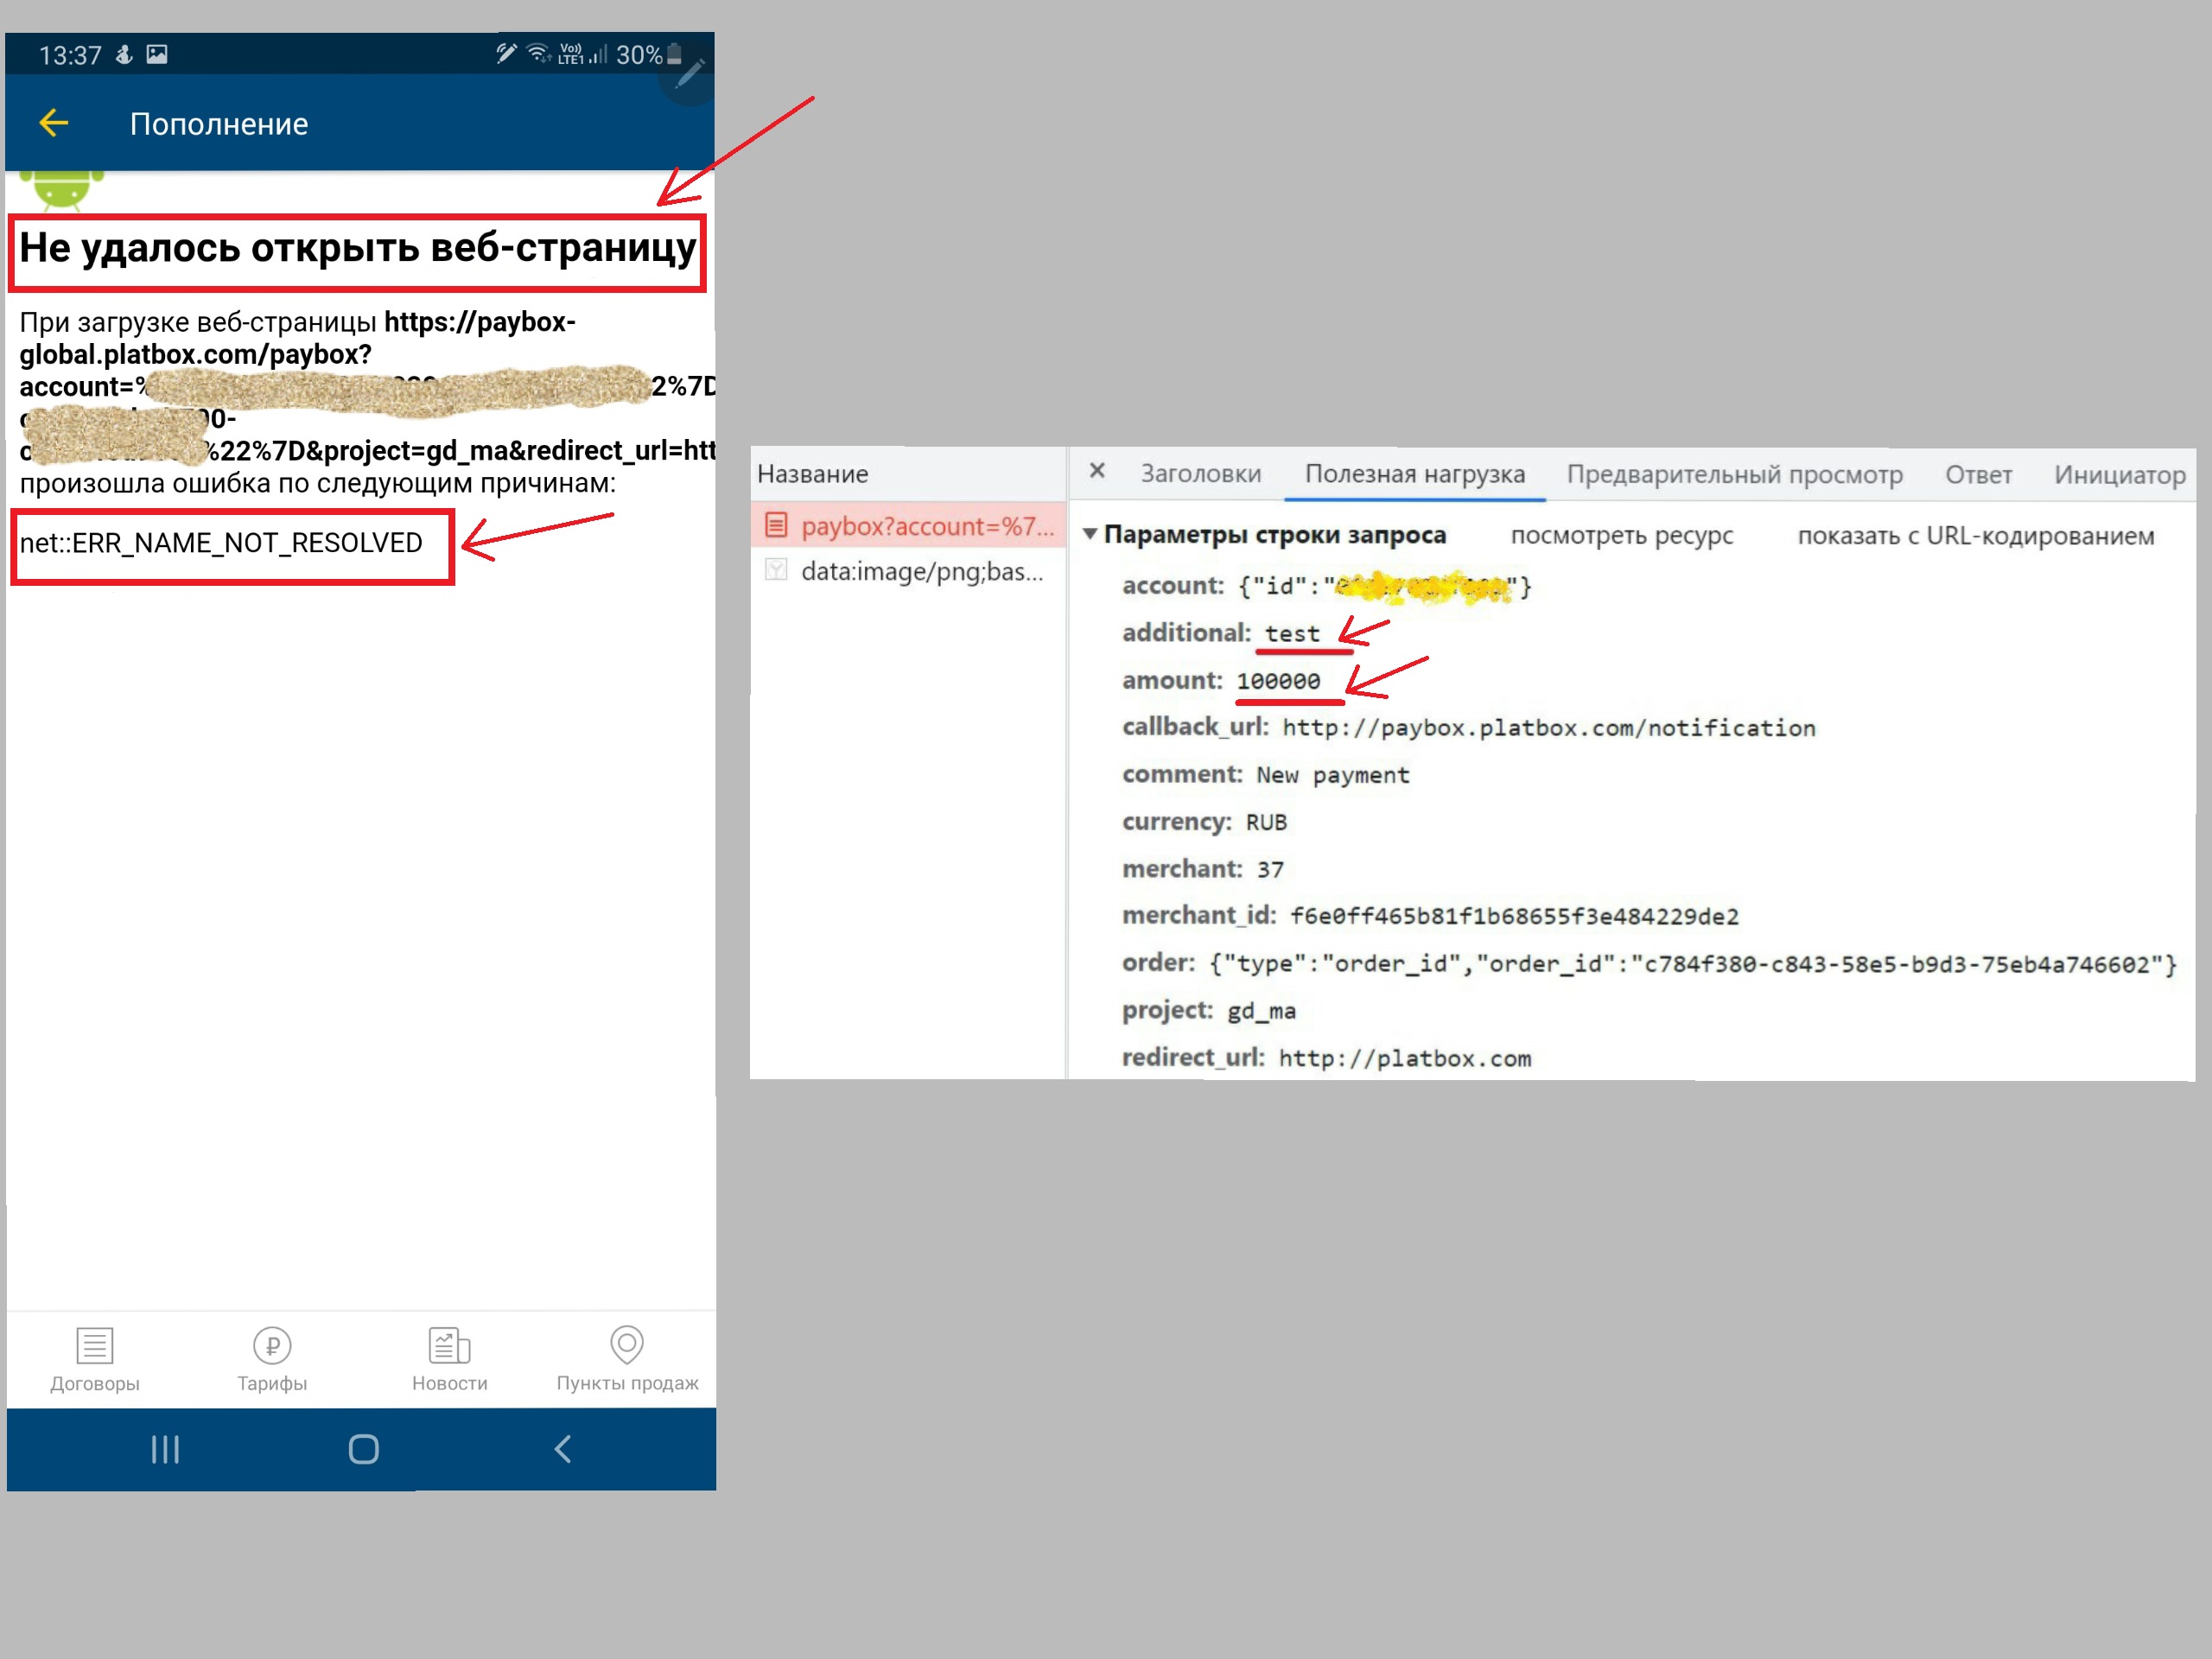 13:37
Vo))
LTE1
30%
Пополнение
Не удалось открыть веб-страницу
При загрузке веб-страницы https://paybox-
global.platbox.com/paybox?
account=% 2%7D
00-
%22%7D&project=gd_ma&redirect_url=htt
произошла ошибка по следующим причинам:
net::ERR_NAME_NOT_RESOLVED
Договоры
Тарифы
Новости
Пункты продаж
Название
paybox?account=%7...
data:image/png;bas...
× Заголовки Полезная нагрузка Предварительный просмотр Ответ Инициатор
Параметры строки запроса посмотреть ресурс показать с URL-кодированием
account: {"id":" "}
additional: test
amount: 100000
callback_url: http://paybox.platbox.com/notification
comment: New payment
currency: RUB
merchant: 37
merchant_id: f6e0ff465b81f1b68655f3e484229de2
order: {"type":"order_id","order_id":"c784f380-c843-58e5-b9d3-75eb4a746602"}
project: gd_ma
redirect_url: http://platbox.com